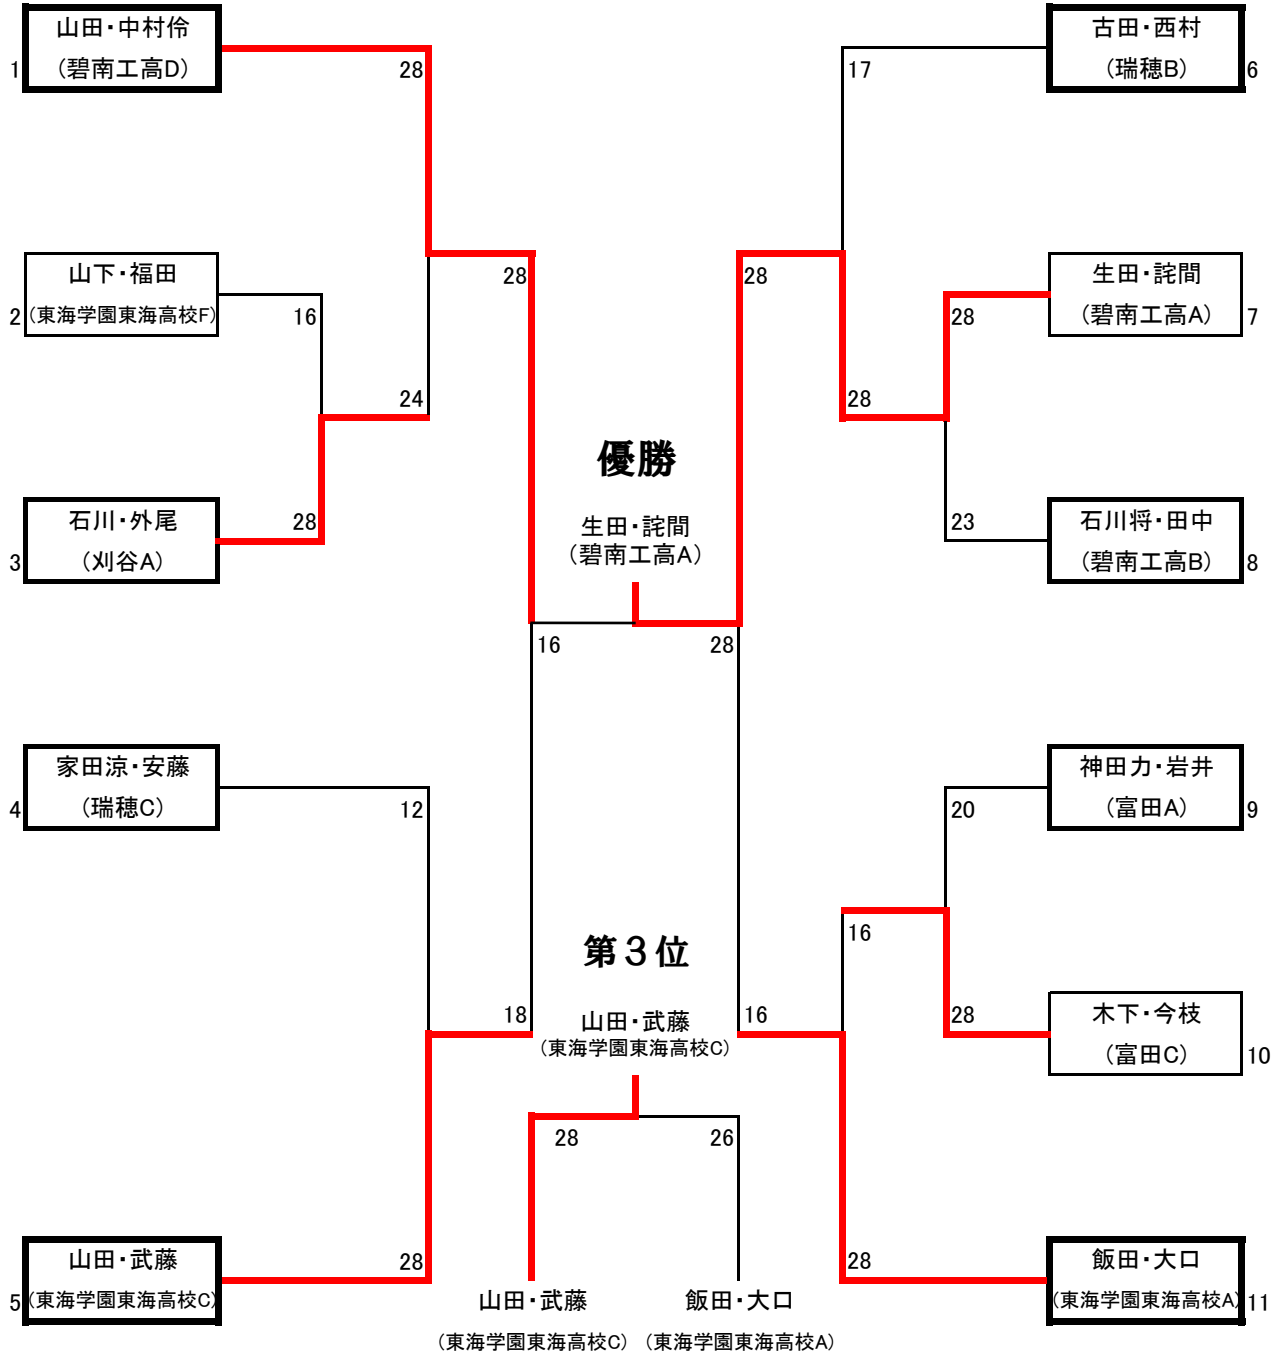 山田・中村伶
(碧南工高D)
1
28
古田・西村
(瑞穂B)
6
17
山下・福田
(東海学園東海高校F)
2
16
28
28
生田・詫間
(碧南工高A)
7
28
24
28
優勝
石川・外尾
(刈谷A)
3
28
生田・詫間
(碧南工高A)
23
石川将・田中
(碧南工高B)
8
16
28
家田涼・安藤
(瑞穂C)
4
12
神田力・岩井
(富田A)
9
20
第3位
16
18
山田・武藤
(東海学園東海高校C)
16
28
木下・今枝
(富田C)
10
28
26
山田・武藤
(東海学園東海高校C)
5
28
28
飯田・大口
(東海学園東海高校A)
11
山田・武藤
(東海学園東海高校C)
飯田・大口
(東海学園東海高校A)